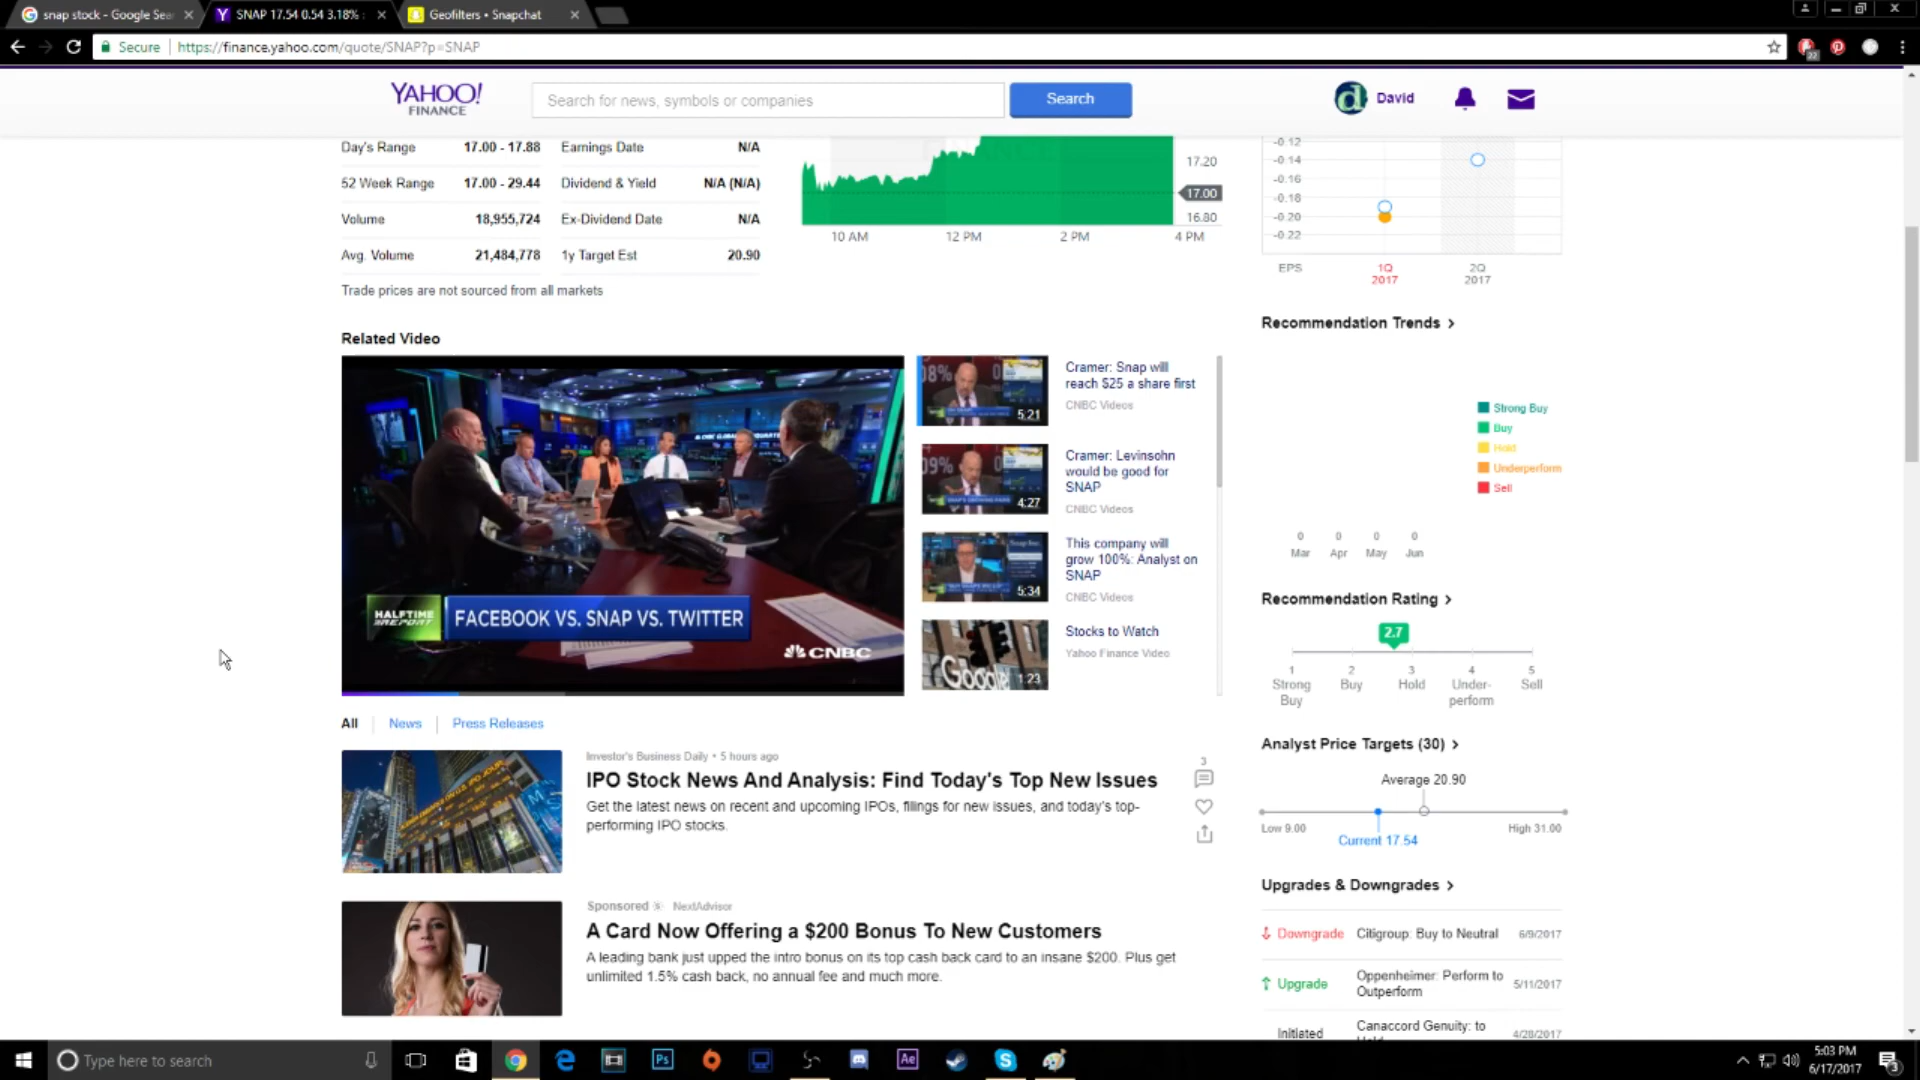 snap stock - Google Sea
SNAP 17.54 0.54 3.18% :
Geofilters • Snapchat
Secure
https://finance.yahoo.com/quote/SNAP?p=SNAP
22
YAHOO!
FINANCE
Search for news, symbols or companies
Search
David
Day's Range 17.00 - 17.88
52 Week Range 17.00 - 29.44
Volume 18,955,724
Avg. Volume 21,484,778
Earnings Date N/A
Dividend & Yield N/A (N/A)
Ex-Dividend Date N/A
1y Target Est 20.90
Trade prices are not sourced from all markets
17.20
17.00
16.80
10 AM 12 PM 2 PM 4 PM
-0.12
-0.14
-0.16
-0.18
-0.20
-0.22
EPS 1Q 2Q
2017 2017
Related Video
HALFTIME REPORT
FACEBOOK VS. SNAP VS. TWITTER
CNBC
5:21
Cramer: Snap will
reach $25 a share first
CNBC Videos
4:27
Cramer: Levinsohn
would be good for
SNAP
CNBC Videos
5:34
This company will
grow 100%: Analyst on
SNAP
CNBC Videos
Google
1:23
Stocks to Watch
Yahoo Finance Video
Recommendation Trends >
Strong Buy
Buy
Hold
Underperform
Sell
0 0 0 0
Mar Apr May Jun
Recommendation Rating >
2.7
1 2 3 4 5
Strong Buy Hold Under- Sell
Buy perform
Analyst Price Targets (30) >
Average 20.90
Low 9.00 High 31.00
Current 17.54
Upgrades & Downgrades >
Downgrade Citigroup: Buy to Neutral 6/9/2017
Upgrade Oppenheimer: Perform to 5/11/2017
Outperform
Initiated Canaccord Genuity: to 4/28/2017
Hold
All News Press Releases
Investor's Business Daily • 5 hours ago
IPO Stock News And Analysis: Find Today's Top New Issues
Get the latest news on recent and upcoming IPOs, filings for new issues, and today's top-
performing IPO stocks.
3
Sponsored NextAdvisor
A Card Now Offering a $200 Bonus To New Customers
A leading bank just upped the intro bonus on its top cash back card to an insane $200. Plus get
unlimited 1.5% cash back, no annual fee and much more.
Type here to search
Ps
Ae
5:03 PM
6/17/2017
3